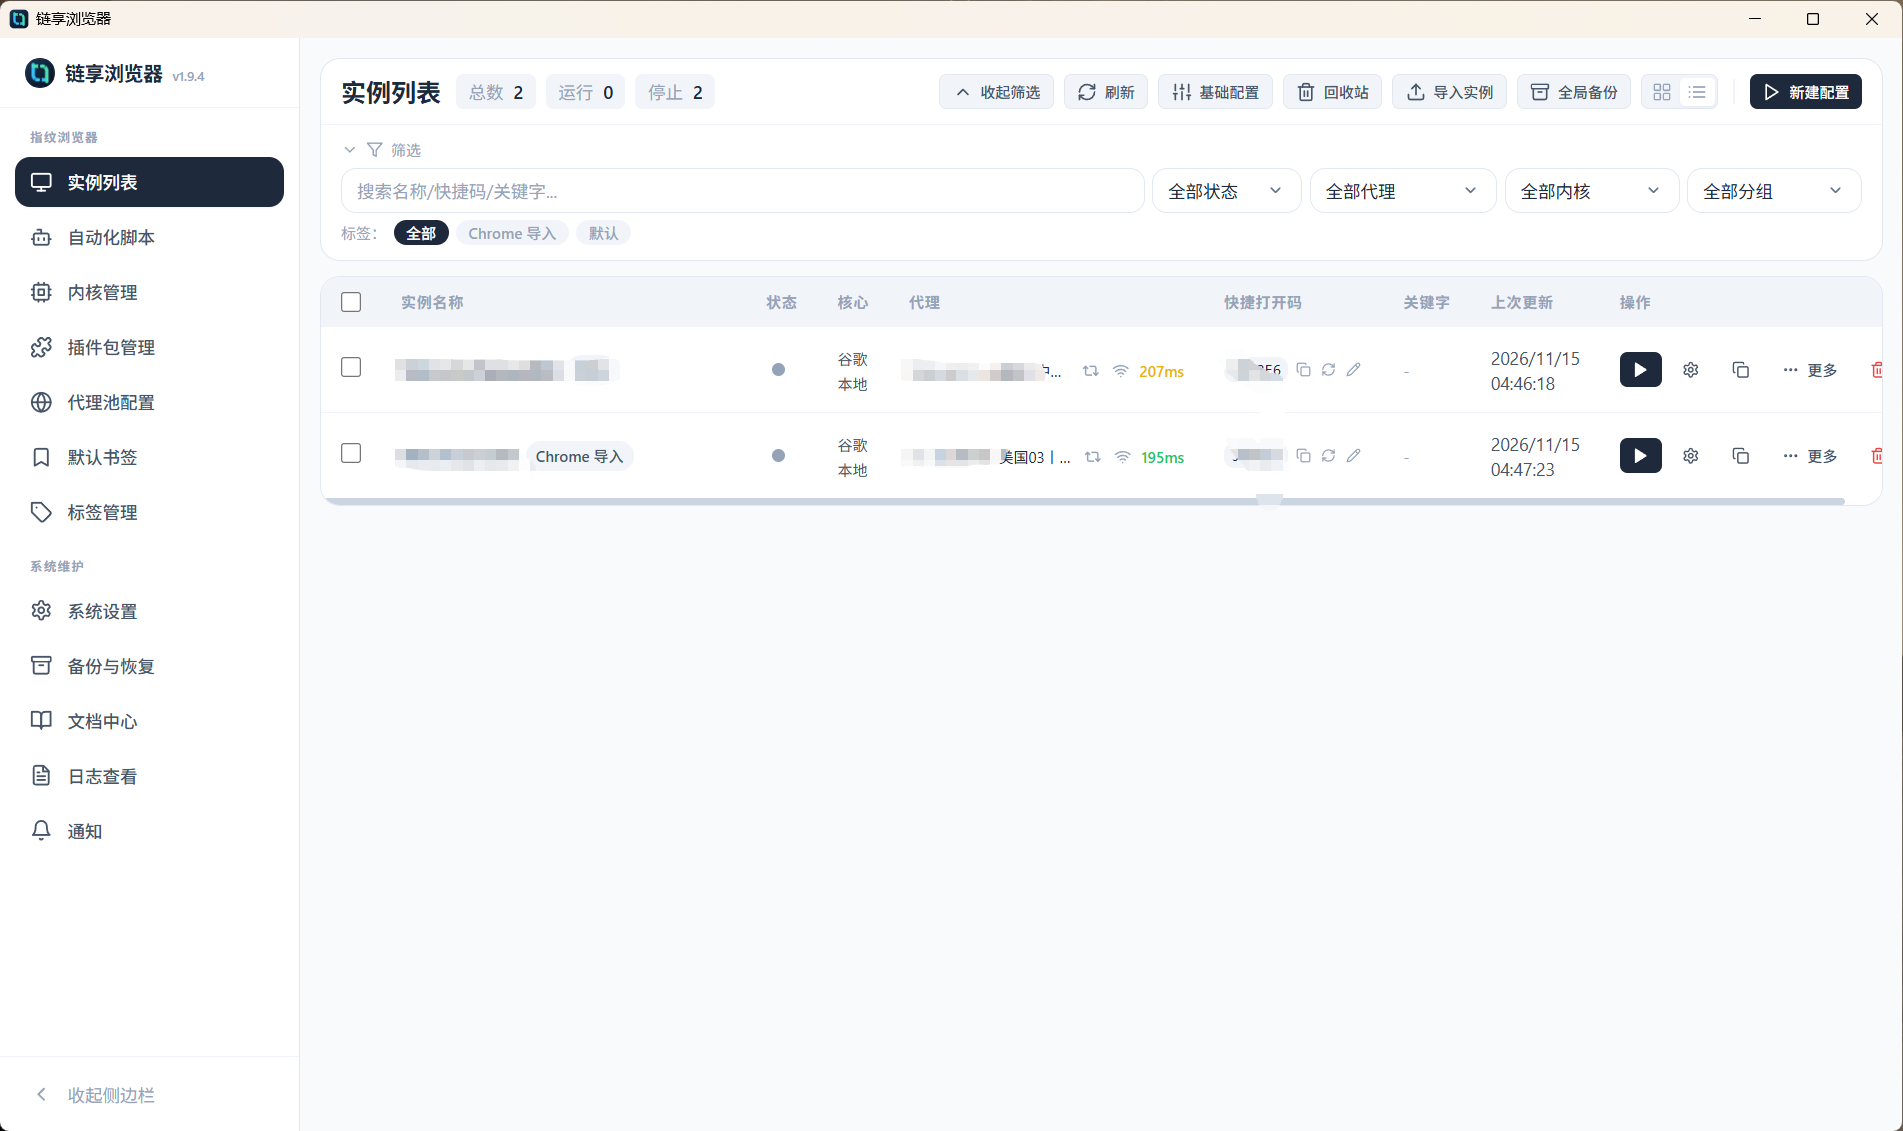 链享浏览器
链享浏览器 v1.9.4
指纹浏览器
实例列表
自动化脚本
内核管理
插件包管理
代理池配置
默认书签
标签管理
系统维护
系统设置
备份与恢复
文档中心
日志查看
通知
收起侧边栏
实例列表 总数 2 运行 0 停止 2 收起筛选 刷新 基础配置 回收站 导入实例 全局备份 新建配置
筛选
搜索名称/快捷码/关键字... 全部状态 全部代理 全部内核 全部分组
标签: 全部 Chrome 导入 默认
实例名称 状态 核心 代理 快捷打开码 关键字 上次更新 操作
谷歌
本地
... 207ms
-
2026/11/15
04:46:18
更多
Chrome 导入
谷歌
本地
美国03 | ... 195ms
-
2026/11/15
04:47:23
更多